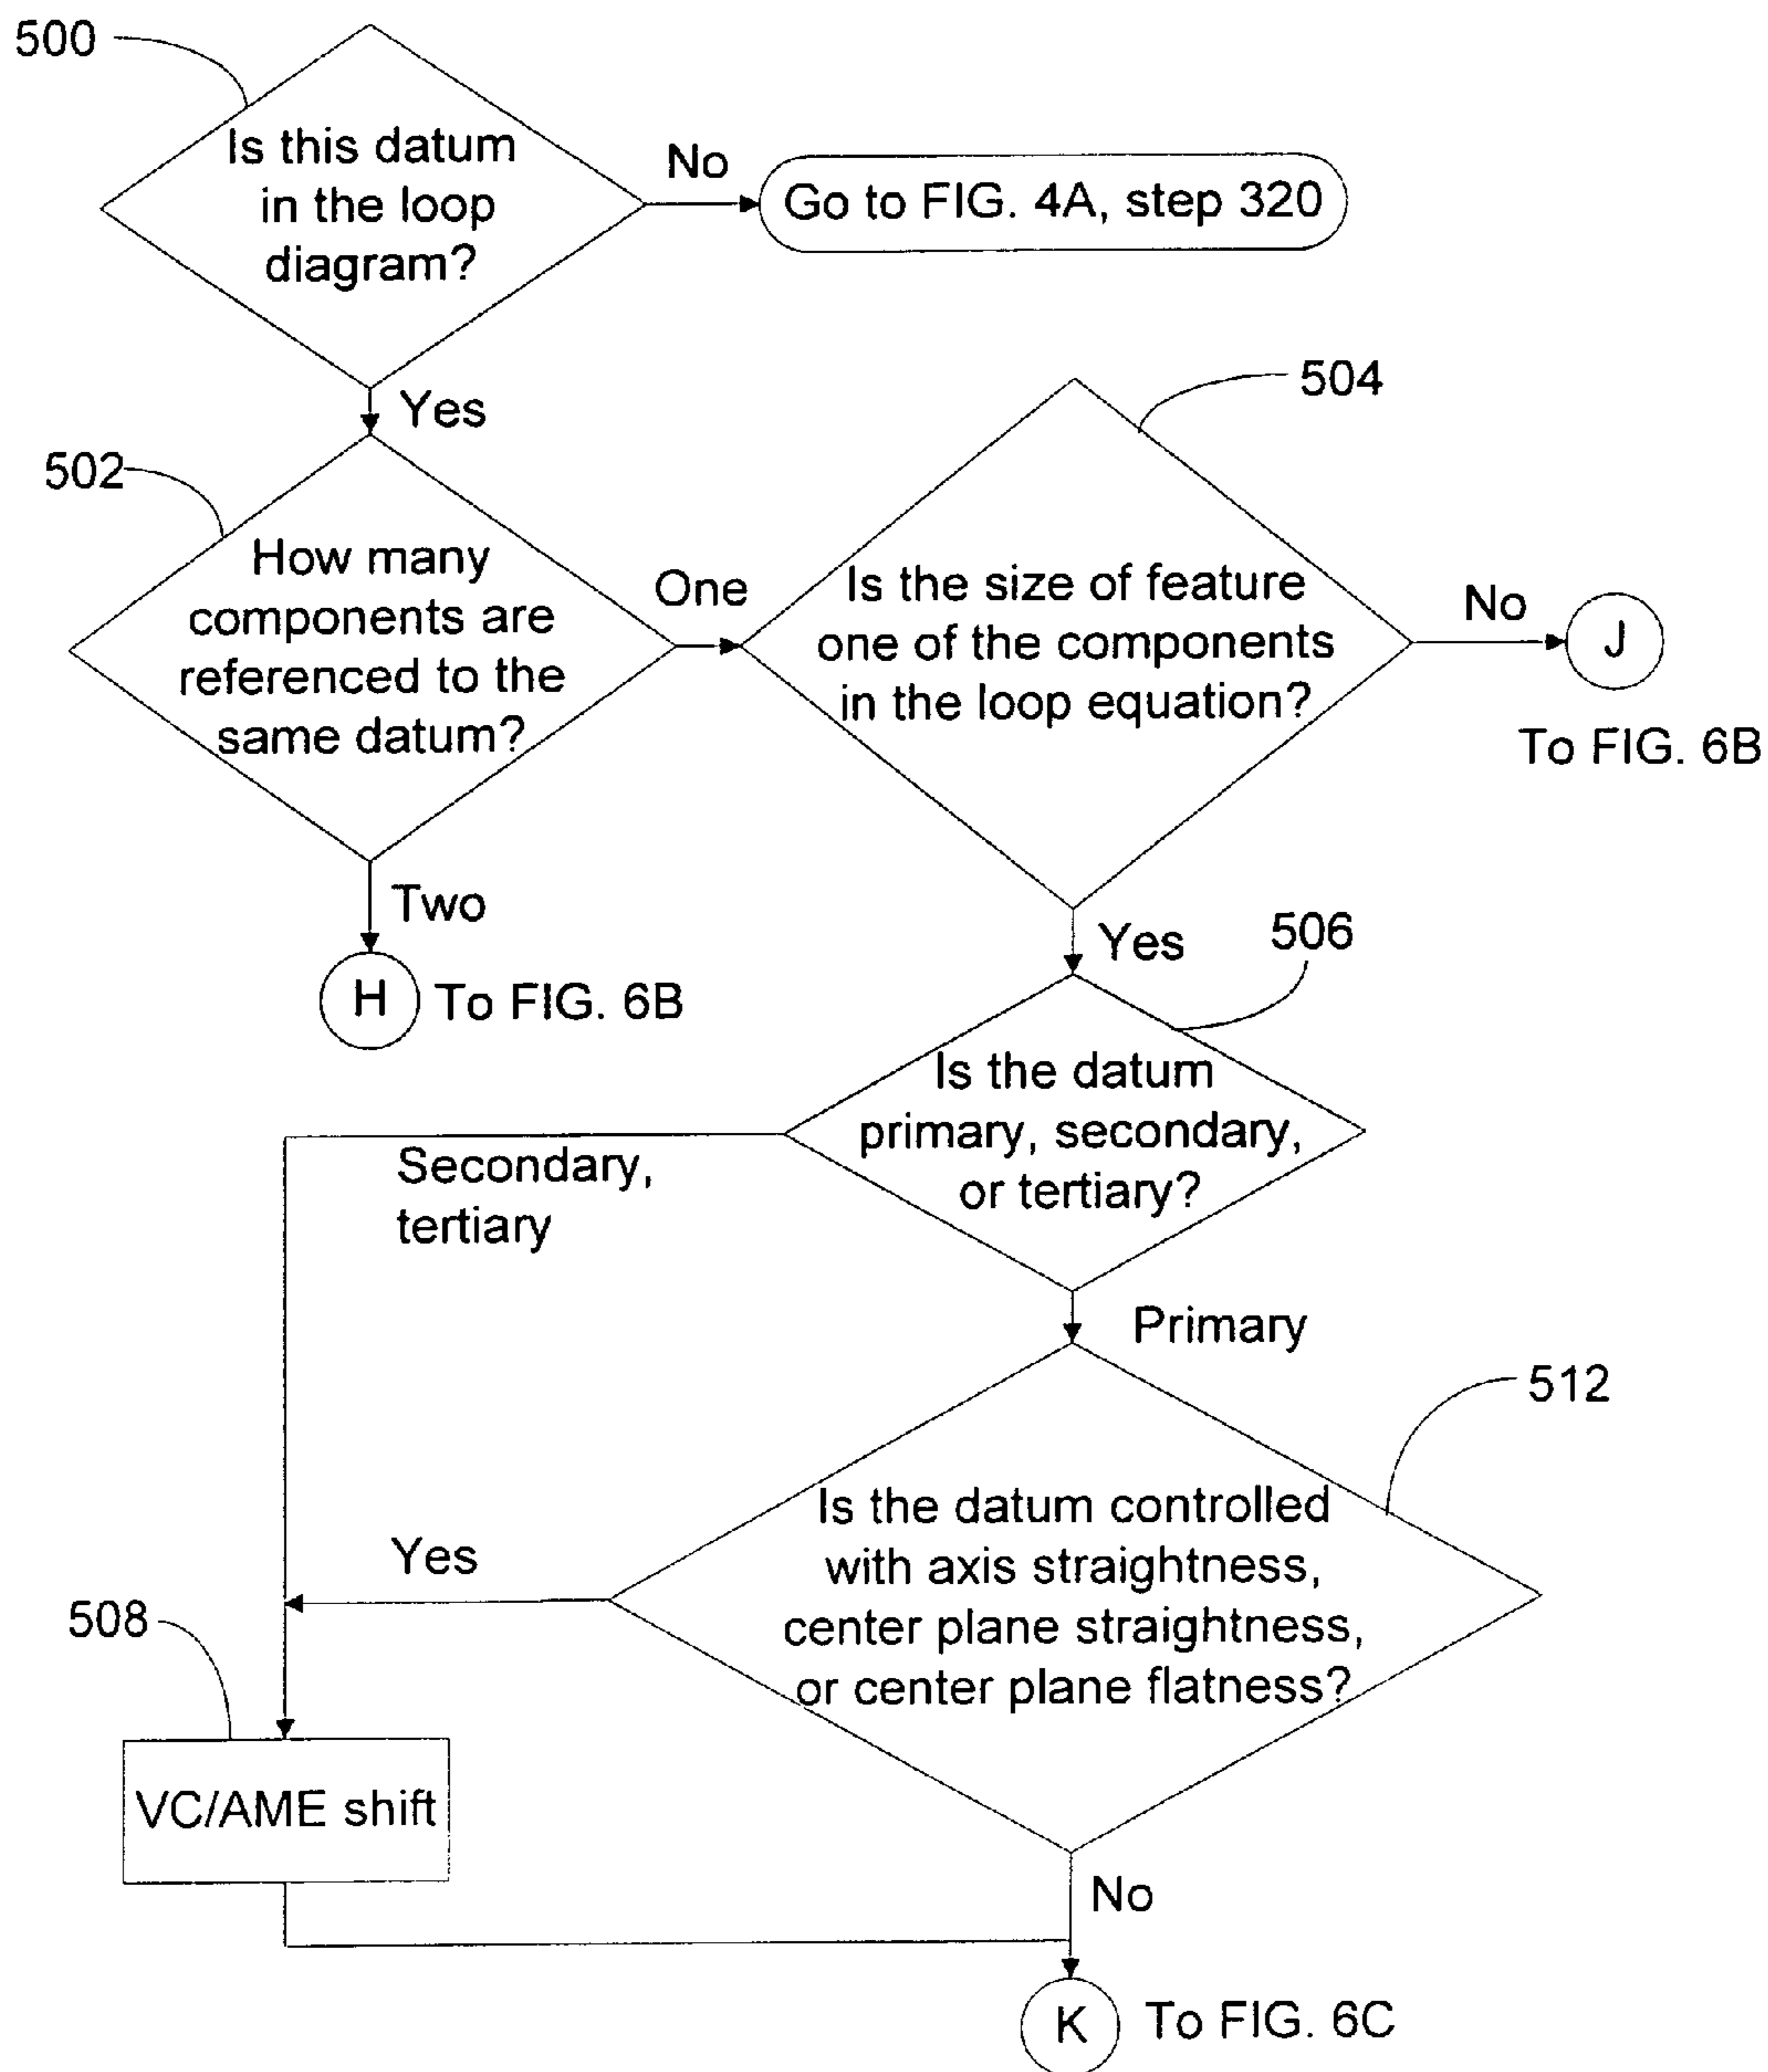 500
Is this datum
in the loop
diagram?
No
Go to FIG. 4A, step 320
Yes
504
502
How many
components are
referenced to the
same datum?
One
Is the size of feature
one of the components
in the loop equation?
No
J
To FIG. 6B
Two
H
To FIG. 6B
Yes
506
Is the datum
primary, secondary,
or tertiary?
Secondary,
tertiary
Primary
512
Is the datum controlled
with axis straightness,
center plane straightness,
or center plane flatness?
Yes
508
VC/AME shift
No
K
To FIG. 6C